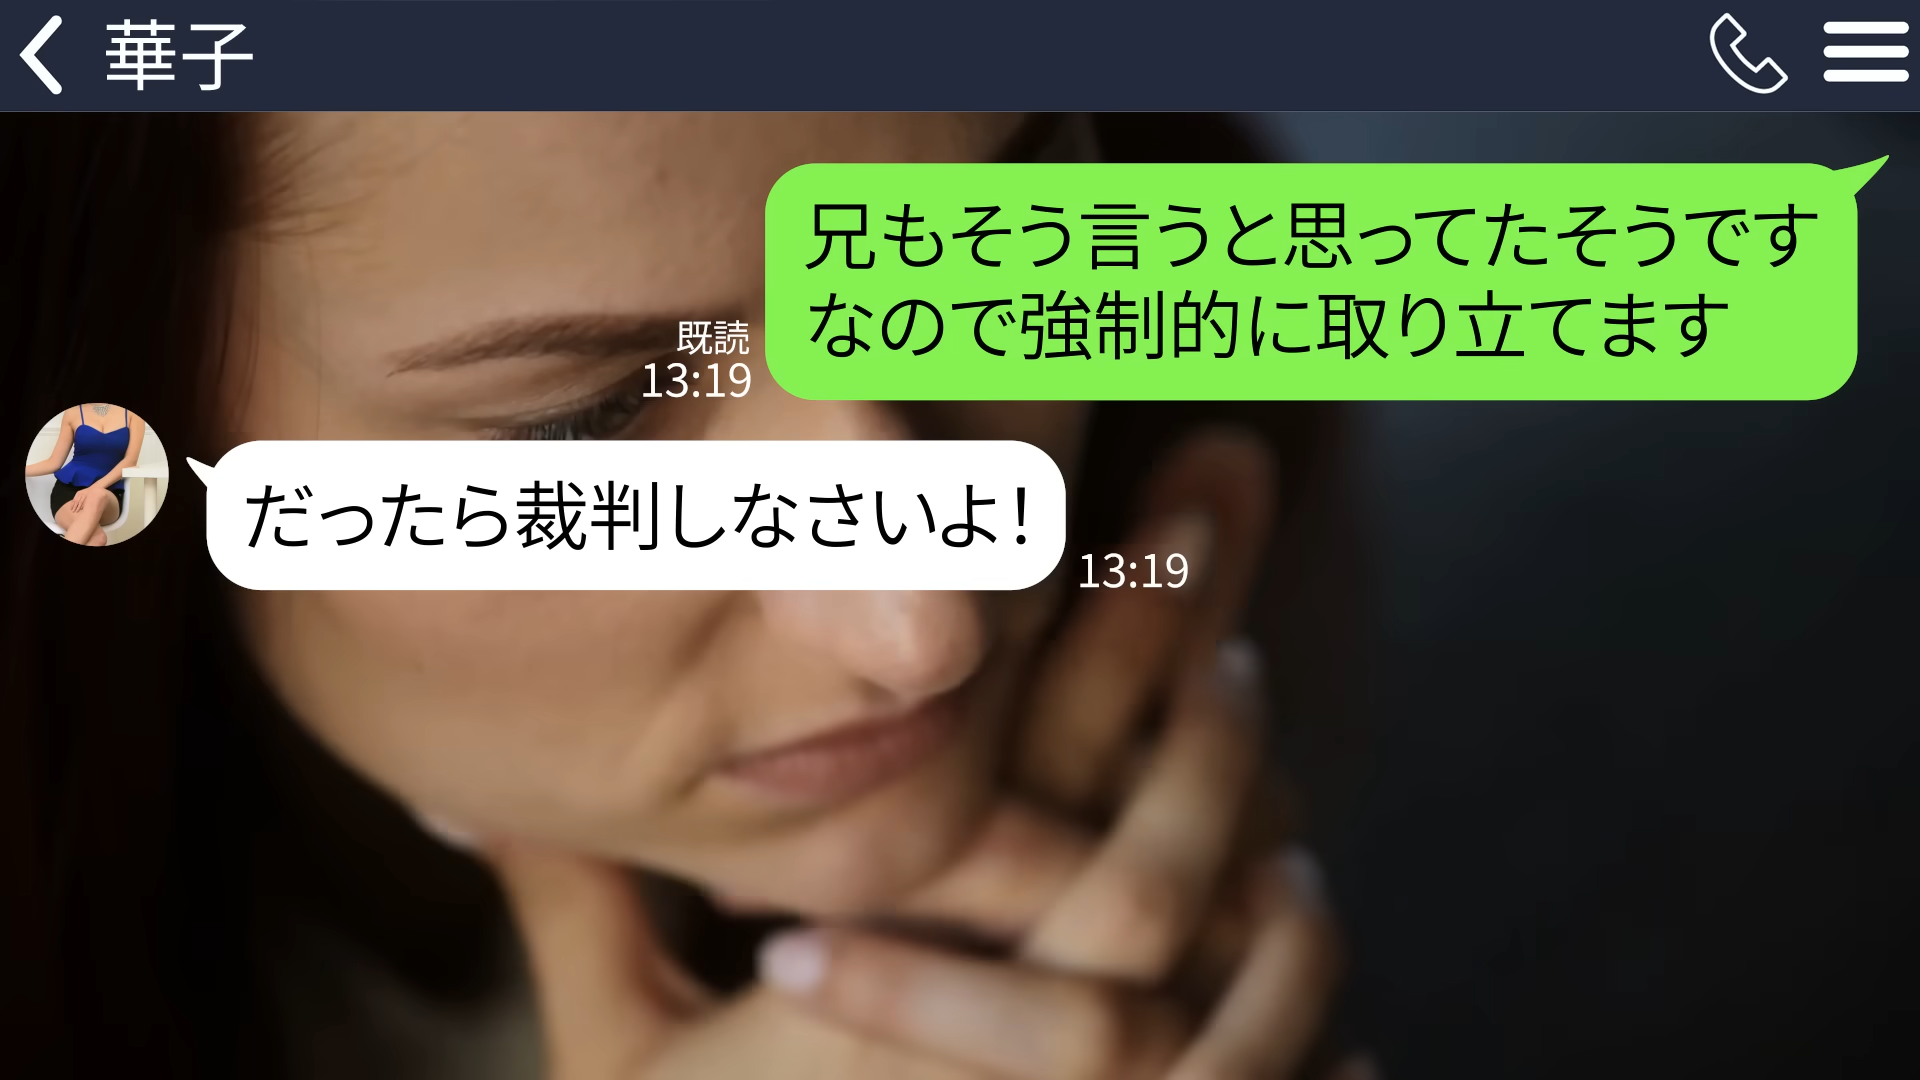 華子
兄もそう言うと思ってたそうです
なので強制的に取り立てます
既読
13:19
だったら裁判しなさいよ！
13:19